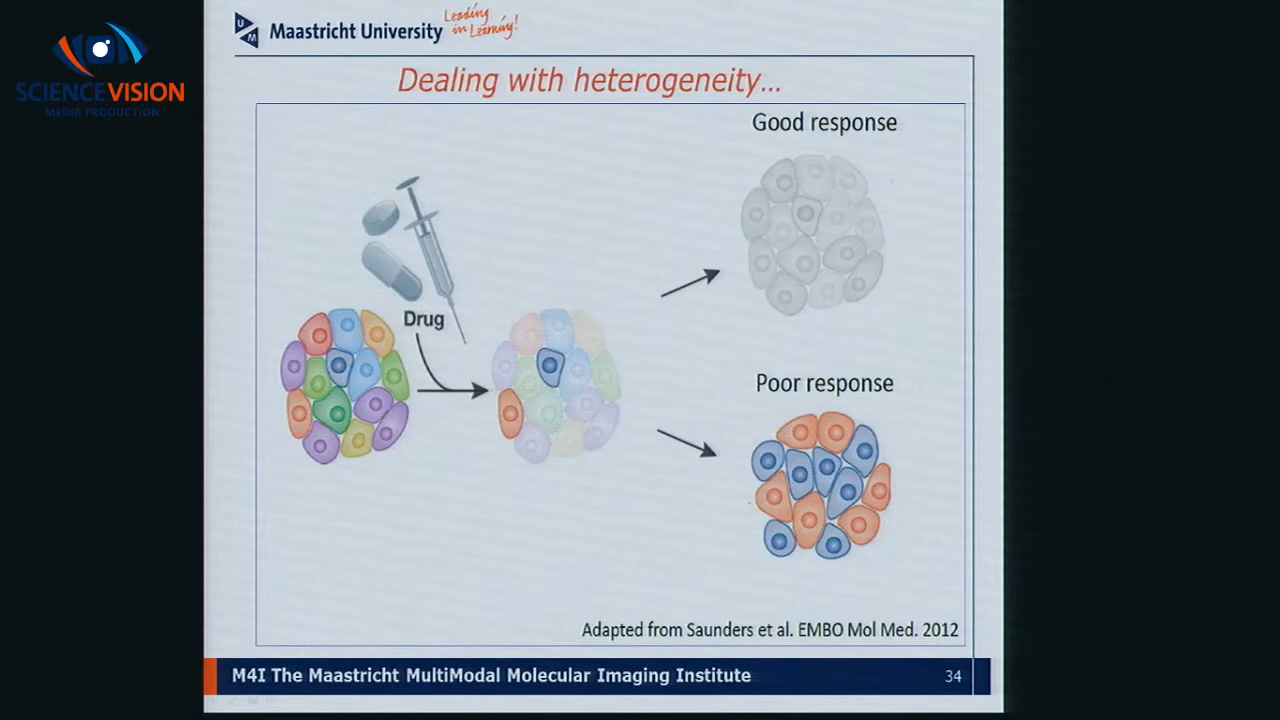 SCIENCEVISION
MEDIA PRODUCTION
UM
Maastricht University
Leading
in Learning!
Dealing with heterogeneity...
Good response
Drug
Poor response
Adapted from Saunders et al. EMBO Mol Med. 2012
M4I The Maastricht MultiModal Molecular Imaging Institute
34